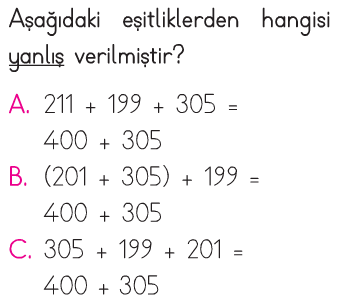 Aşağıdaki eşitliklerden hangisi
yanlış verilmiştir?
A. 211 + 199 + 305 =
400 + 305
B. (201 + 305) + 199 =
400 + 305
C. 305 + 199 + 201 =
400 + 305